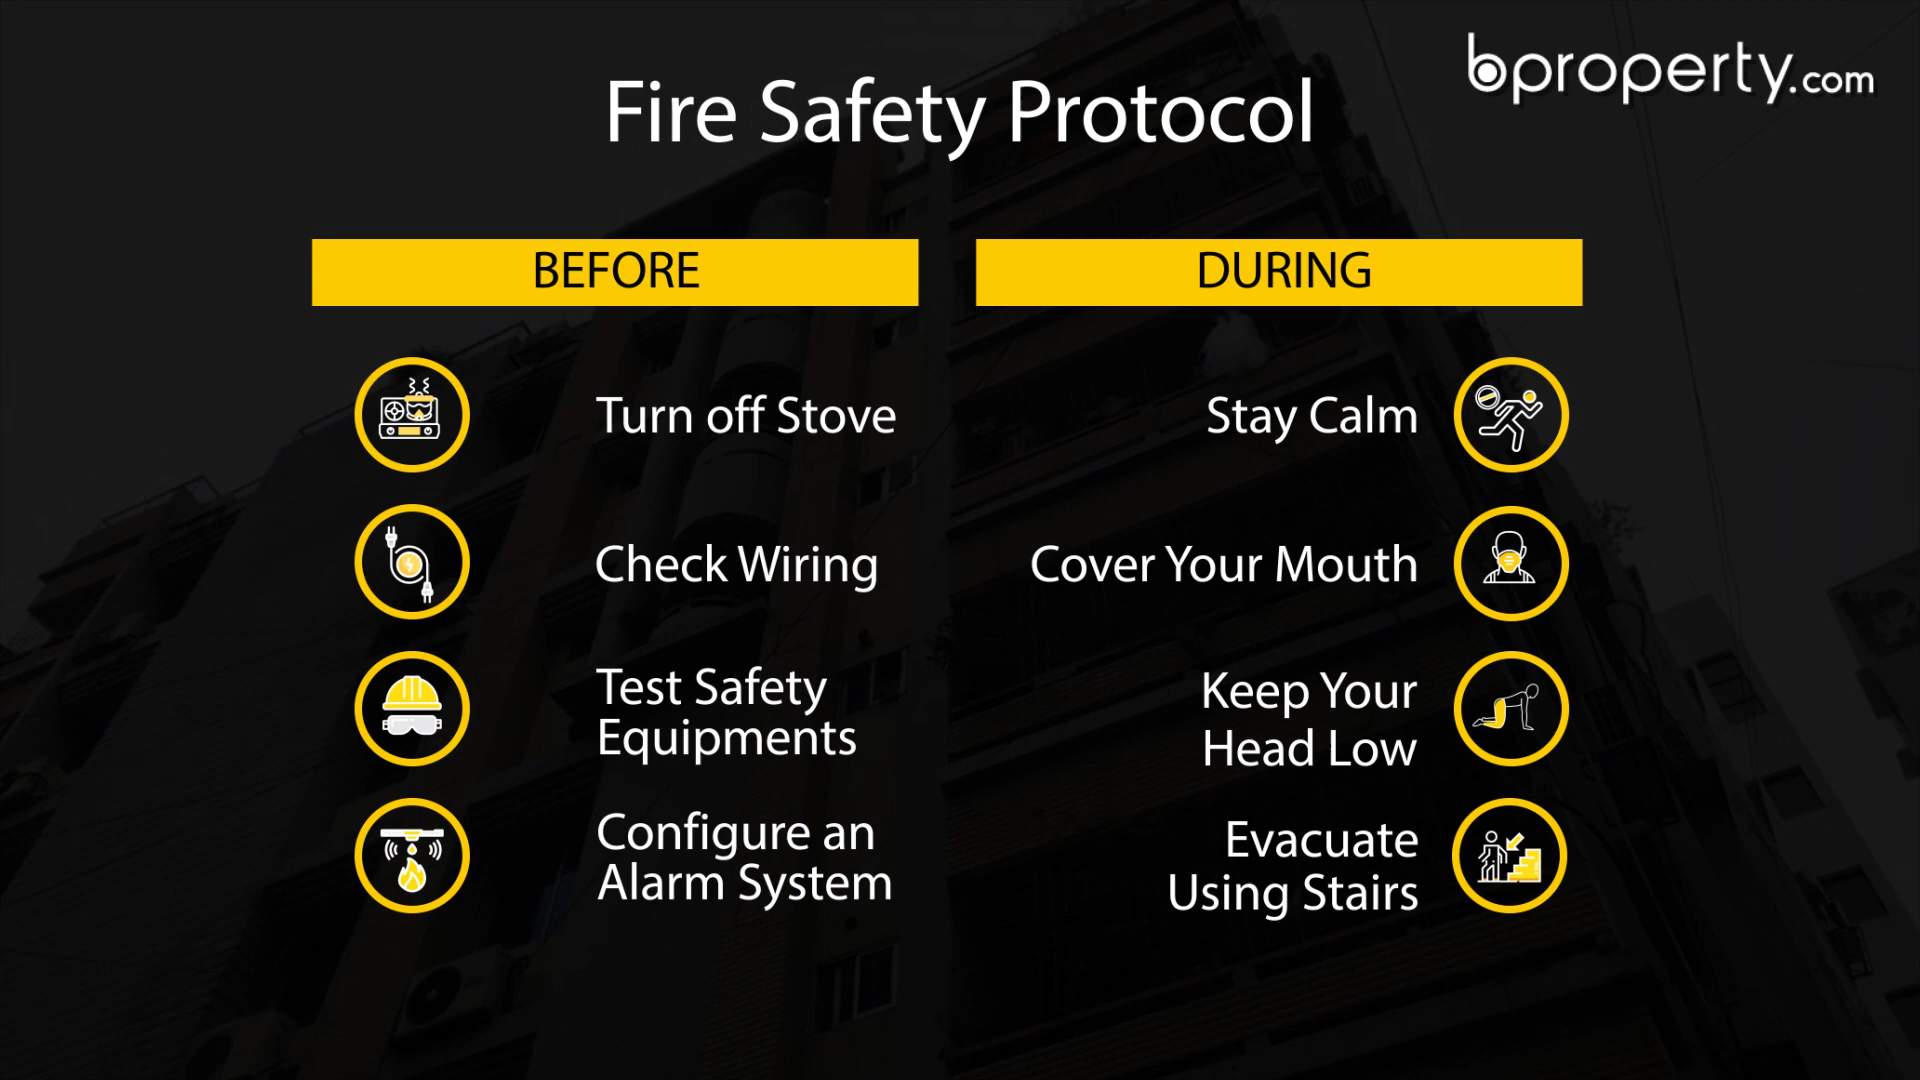 bproperty.com
Fire Safety Protocol
BEFORE
Turn off Stove
Check Wiring
Test Safety
Equipments
Configure an
Alarm System
DURING
Stay Calm
Cover Your Mouth
Keep Your
Head Low
Evacuate
Using Stairs